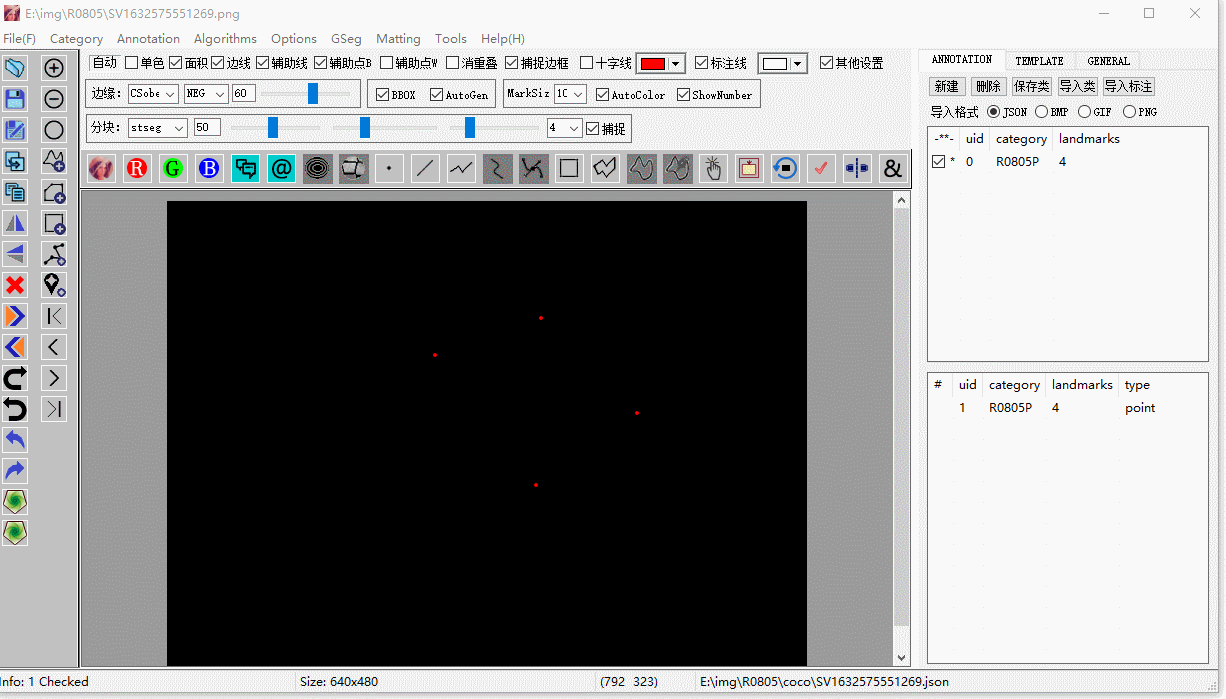 E:\img\R0805\SV1632575551269.png
File(F) Category Annotation Algorithms Options GSeg Matting Tools Help(H)
自动 单色 面积 边线 辅助线 辅助点B 辅助点W 消重叠 捕捉边框 十字线 标注线 其他设置
边缘: CSobe NEG 60 BBOX AutoGen MarkSiz 10 AutoColor ShowNumber
分块: stseg 50 4 捕捉
R G B @ &
ANNOTATION TEMPLATE GENERAL
新建 删除 保存类 导入类 导入标注
导入格式 JSON BMP GIF PNG
-**- uid category landmarks
* 0 R0805P 4
# uid category landmarks type
1 R0805P 4 point
Info: 1 Checked Size: 640x480 (792 323) E:\img\R0805\coco\SV1632575551269.json